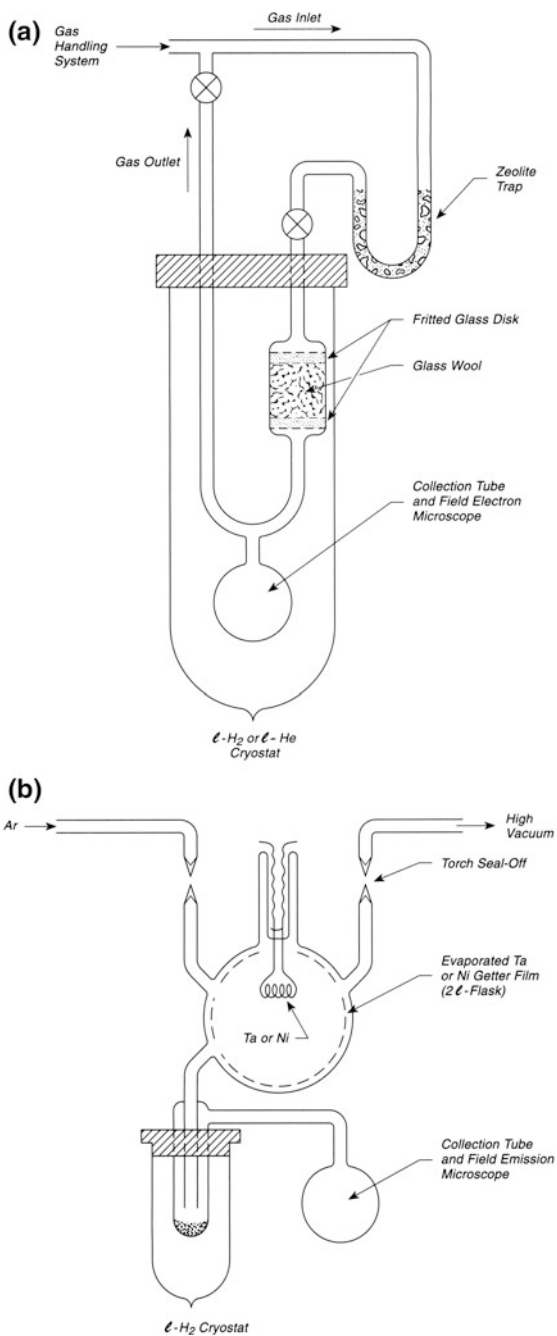 (a)
Gas
Handling
System
Gas Inlet
Gas Outlet
Zeolite
Trap
Fritted Glass Disk
Glass Wool
Collection Tube
and Field Electron
Microscope
ℓ-H₂ or ℓ-He
Cryostat
(b)
Ar
High
Vacuum
Torch Seal-Off
Evaporated Ta
or Ni Getter Film
(2ℓ-Flask)
Ta or Ni
Collection Tube
and Field Emission
Microscope
ℓ-H₂ Cryostat